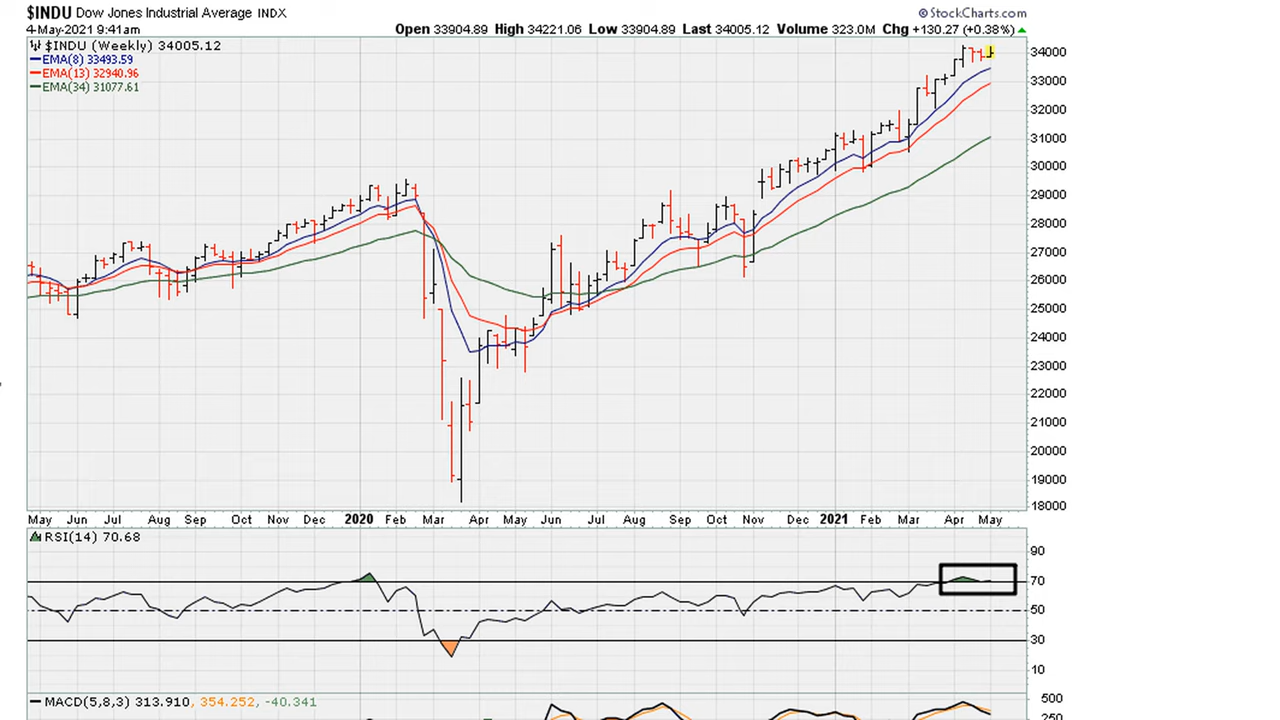 $INDU Dow Jones Industrial Average INDX
@StockCharts.com
4-May-2021 9:41am
Open 33904.89 High 34221.06 Low 33904.89 Last 34005.12 Volume 323.0M Chg +130.27 (+0.38%)
$INDU (Weekly) 34005.12
EMA(8) 33493.59
EMA(13) 32940.96
EMA(34) 31077.61
34000
33000
32000
31000
30000
29000
28000
27000
26000
25000
24000
23000
22000
21000
20000
19000
18000
May Jun Jul Aug Sep Oct Nov Dec 2020 Feb Mar Apr May Jun Jul Aug Sep Oct Nov Dec 2021 Feb Mar Apr May
RSI(14) 70.68
90
70
50
30
10
MACD(5,8,3) 313.910, 354.252, -40.341
500
250